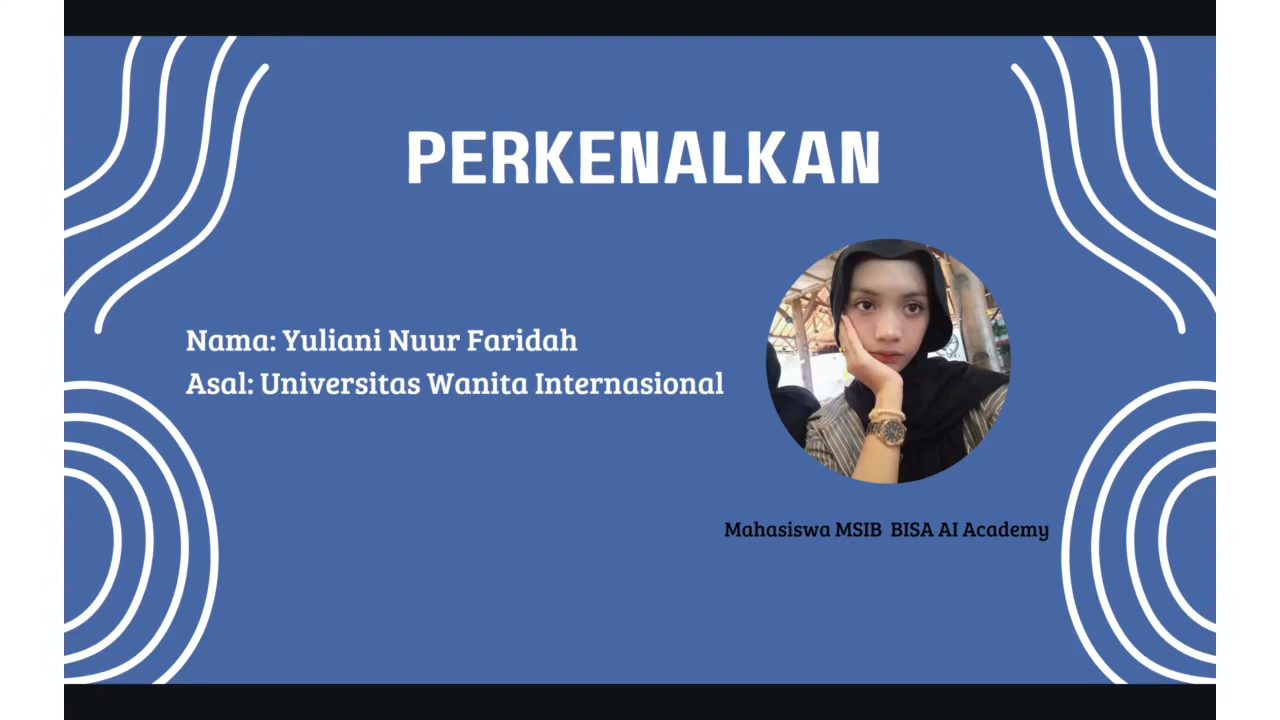 PERKENALKAN
Nama: Yuliani Nuur Faridah
Asal: Universitas Wanita Internasional
Mahasiswa MSIB BISA AI Academy